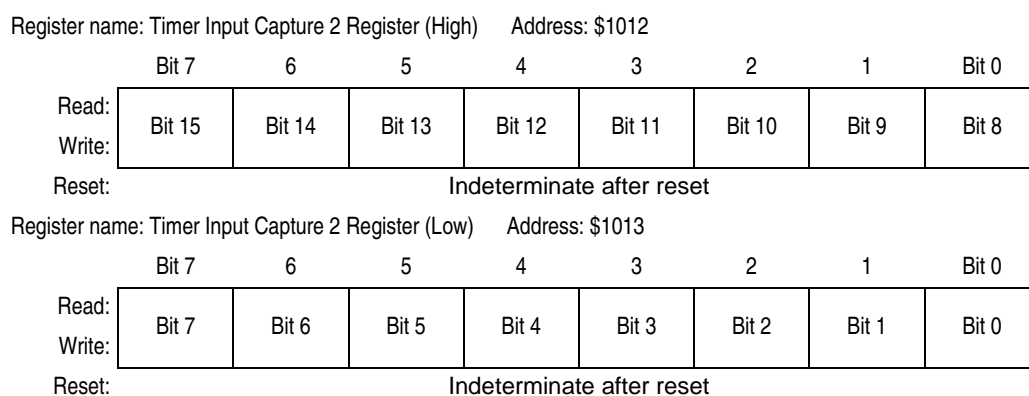 Register name: Timer Input Capture 2 Register (High) Address: $1012
Bit 7 6 5 4 3 2 1 Bit 0
Read:
Bit 15 Bit 14 Bit 13 Bit 12 Bit 11 Bit 10 Bit 9 Bit 8
Write:
Reset: Indeterminate after reset
Register name: Timer Input Capture 2 Register (Low) Address: $1013
Bit 7 6 5 4 3 2 1 Bit 0
Read:
Bit 7 Bit 6 Bit 5 Bit 4 Bit 3 Bit 2 Bit 1 Bit 0
Write:
Reset: Indeterminate after reset